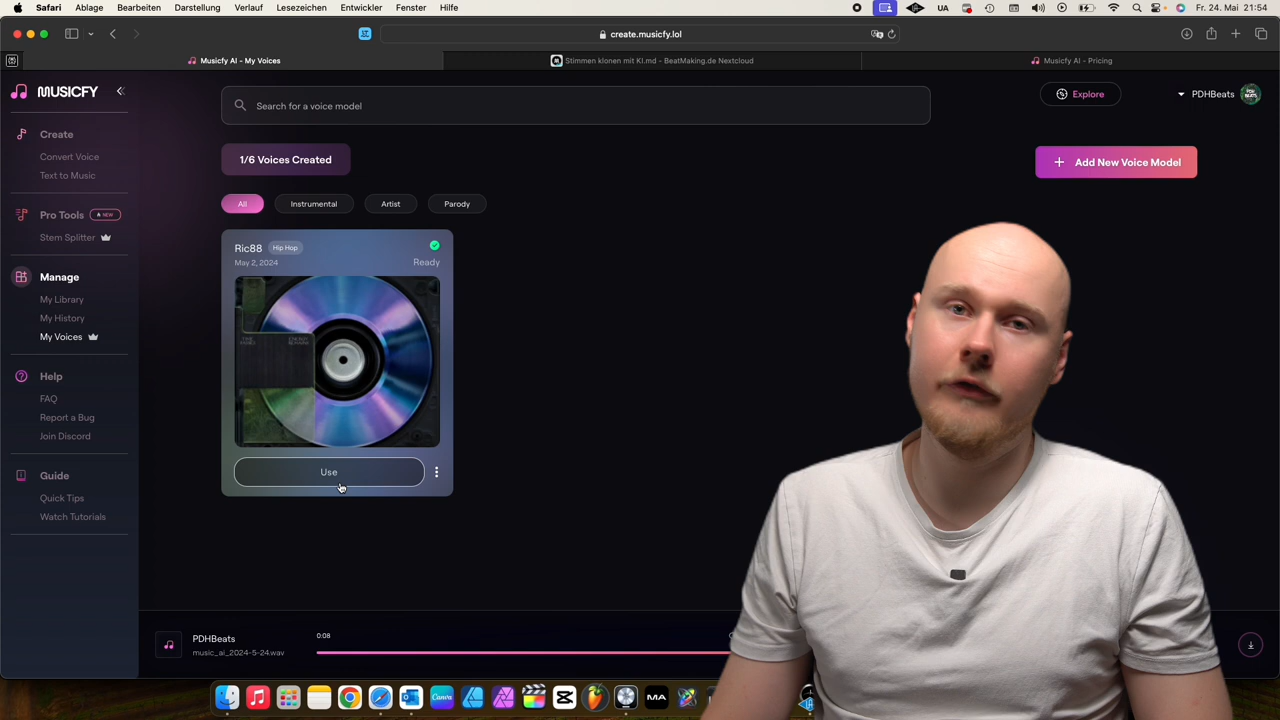 Safari Ablage Bearbeiten Darstellung Verlauf Lesezeichen Entwickler Fenster Hilfe UA Fr. 24. Mai 21:54
create.musicfy.lol
Musicfy AI - My Voices
Stimmen klonen mit KI.md - BeatMaking.de Nextcloud
Musicfy AI - Pricing
MUSICFY
Create
Convert Voice
Text to Music
Pro Tools NEW
Stem Splitter
Manage
My Library
My History
My Voices
Help
FAQ
Report a Bug
Join Discord
Guide
Quick Tips
Watch Tutorials
Search for a voice model
Explore
PDHBeats
1/6 Voices Created
+ Add New Voice Model
All Instrumental Artist Parody
Ric88 Hip Hop
May 2, 2024 Ready
Use
PDHBeats
music_ai_2024-5-24.wav
0:08
Canva
MA